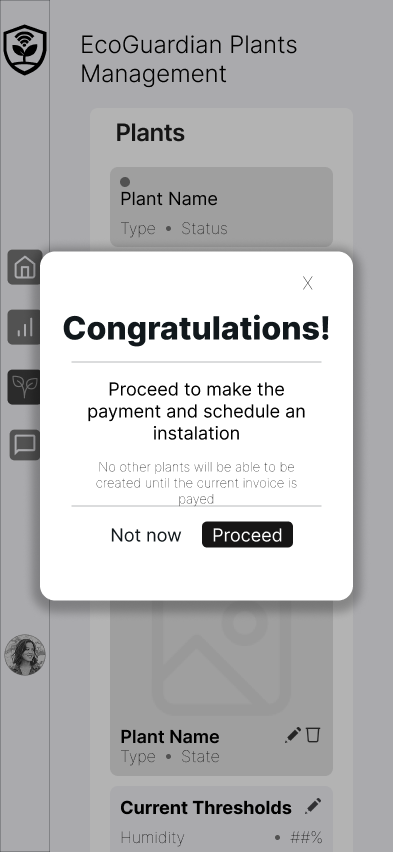 EcoGuardian Plants
Management
Plants
Plant Name
Type • Status
X
Congratulations!
Proceed to make the
payment and schedule an
instalation
No other plants will be able to be
created until the current invoice is
payed
Not now
Proceed
Plant Name
Type • State
Current Thresholds
Humidity • ##%